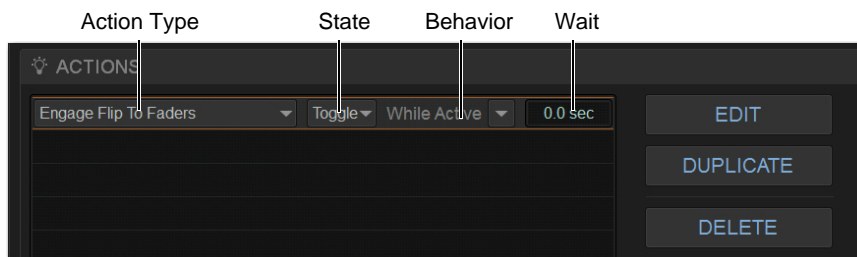 Action Type State Behavior Wait
ACTIONS
Engage Flip To Faders Toggle While Active 0.0 sec
EDIT
DUPLICATE
DELETE